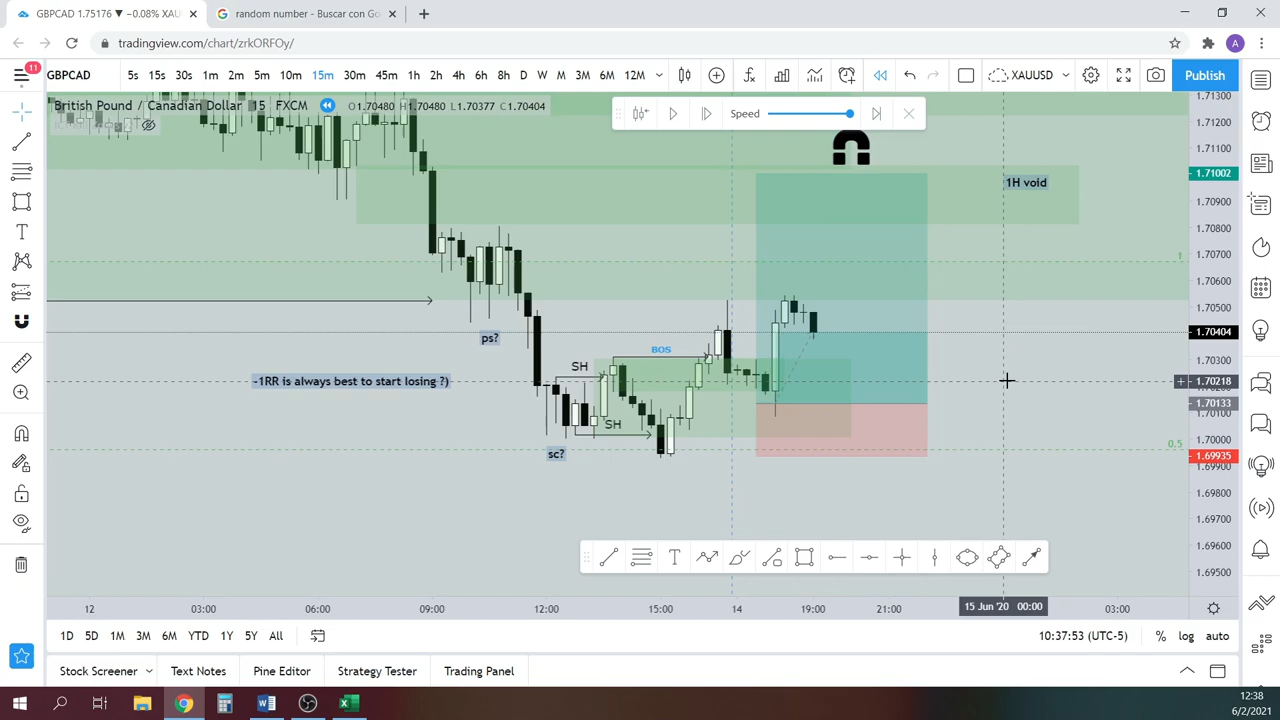 GBPCAD 1.75176 ▼ −0.08% XAU
random number - Buscar con Go
tradingview.com/chart/zrkORFOy/
A
11
GBPCAD 5s 15s 30s 1m 2m 5m 10m 15m 30m 45m 1h 2h 4h 6h 8h D W M 3M 6M 12M XAUUSD Publish
British Pound / Canadian Dollar 15 FXCM O1.70480 H1.70480 L1.70377 C1.70404
Speed
1.71300
1.71200
1.71100
1.71002
1H void
1.70900
1.70800
1.70700
1
1.70600
1.70500
1.70404
ps?
BOS
1.70300
SH
-1RR is always best to start losing ?)
1.70218
1.70133
1.70100
SH
1.70000
0.5
sc?
1.69935
1.69900
1.69800
1.69700
1.69600
1.69500
12 03:00 06:00 09:00 12:00 15:00 14 19:00 21:00 15 Jun '20 00:00 03:00
1D 5D 1M 3M 6M YTD 1Y 5Y All 10:37:53 (UTC-5) % log auto
Stock Screener Text Notes Pine Editor Strategy Tester Trading Panel
12:38
6/2/2021